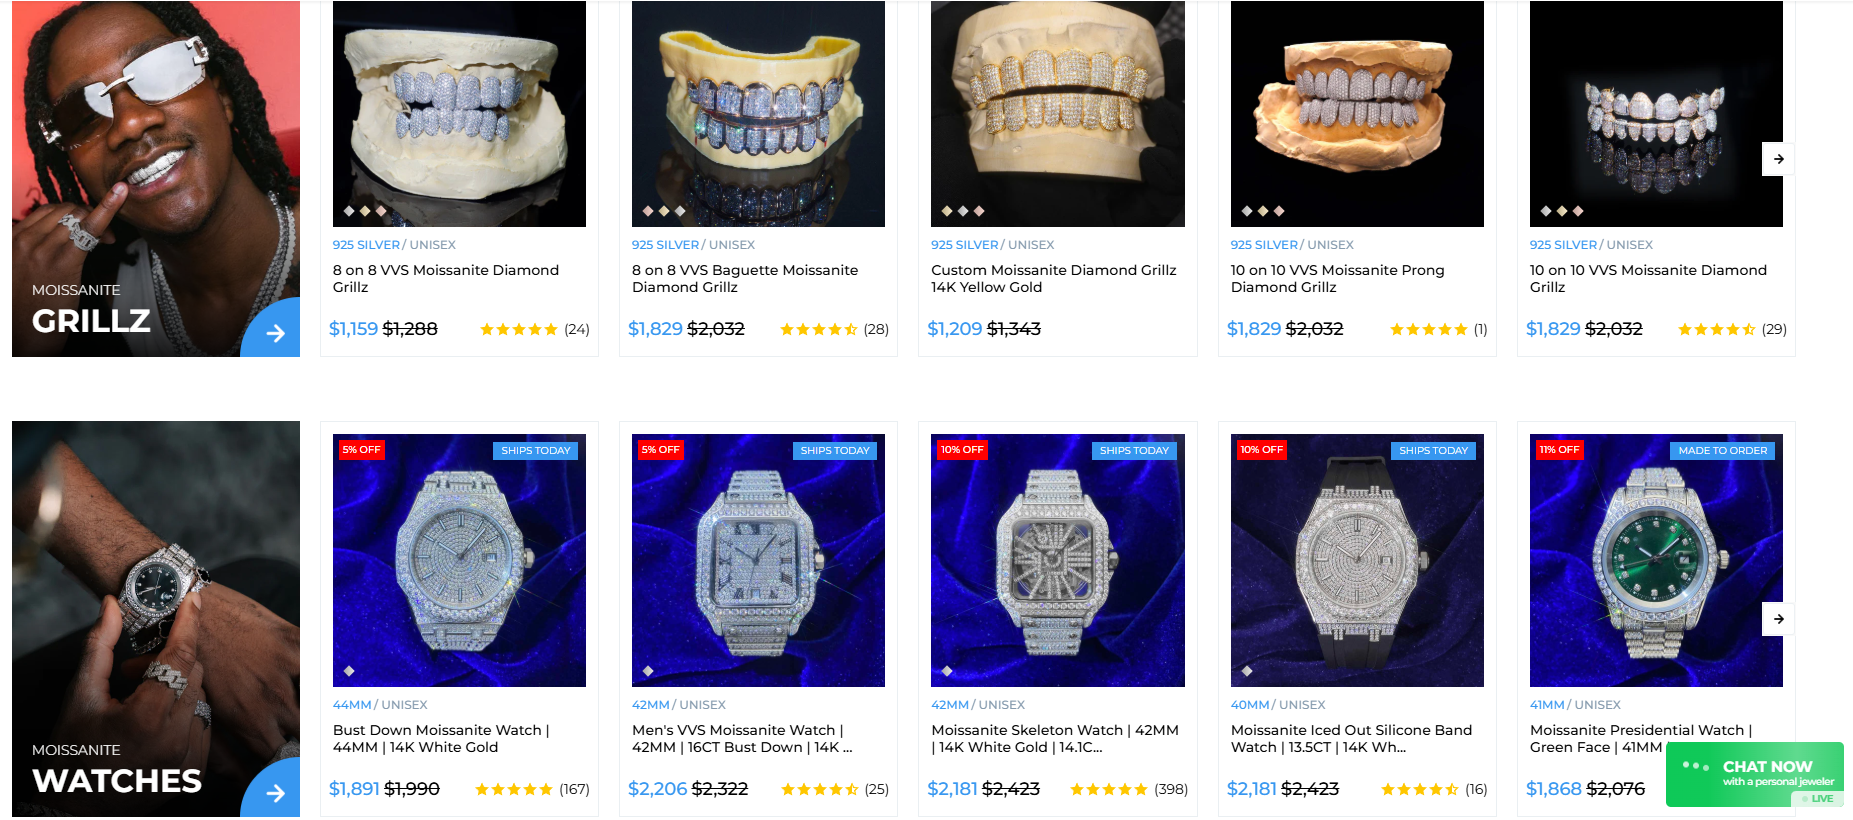 MOISSANITE
GRILLZ
925 SILVER / UNISEX
8 on 8 VVS Moissanite Diamond
Grillz
$1,159 $1,288 (24)
925 SILVER / UNISEX
8 on 8 VVS Baguette Moissanite
Diamond Grillz
$1,829 $2,032 (28)
925 SILVER / UNISEX
Custom Moissanite Diamond Grillz
14K Yellow Gold
$1,209 $1,343
925 SILVER / UNISEX
10 on 10 VVS Moissanite Prong
Diamond Grillz
$1,829 $2,032 (1)
925 SILVER / UNISEX
10 on 10 VVS Moissanite Diamond
Grillz
$1,829 $2,032 (29)
MOISSANITE
WATCHES
5% OFF SHIPS TODAY
44MM / UNISEX
Bust Down Moissanite Watch |
44MM | 14K White Gold
$1,891 $1,990 (167)
5% OFF SHIPS TODAY
42MM / UNISEX
Men's VVS Moissanite Watch |
42MM | 16CT Bust Down | 14K ...
$2,206 $2,322 (25)
10% OFF SHIPS TODAY
42MM / UNISEX
Moissanite Skeleton Watch | 42MM
| 14K White Gold | 14.1C...
$2,181 $2,423 (398)
10% OFF SHIPS TODAY
40MM / UNISEX
Moissanite Iced Out Silicone Band
Watch | 13.5CT | 14K Wh...
$2,181 $2,423 (16)
11% OFF MADE TO ORDER
41MM / UNISEX
Moissanite Presidential Watch |
Green Face | 41MM
$1,868 $2,076
CHAT NOW
with a personal jeweler
LIVE